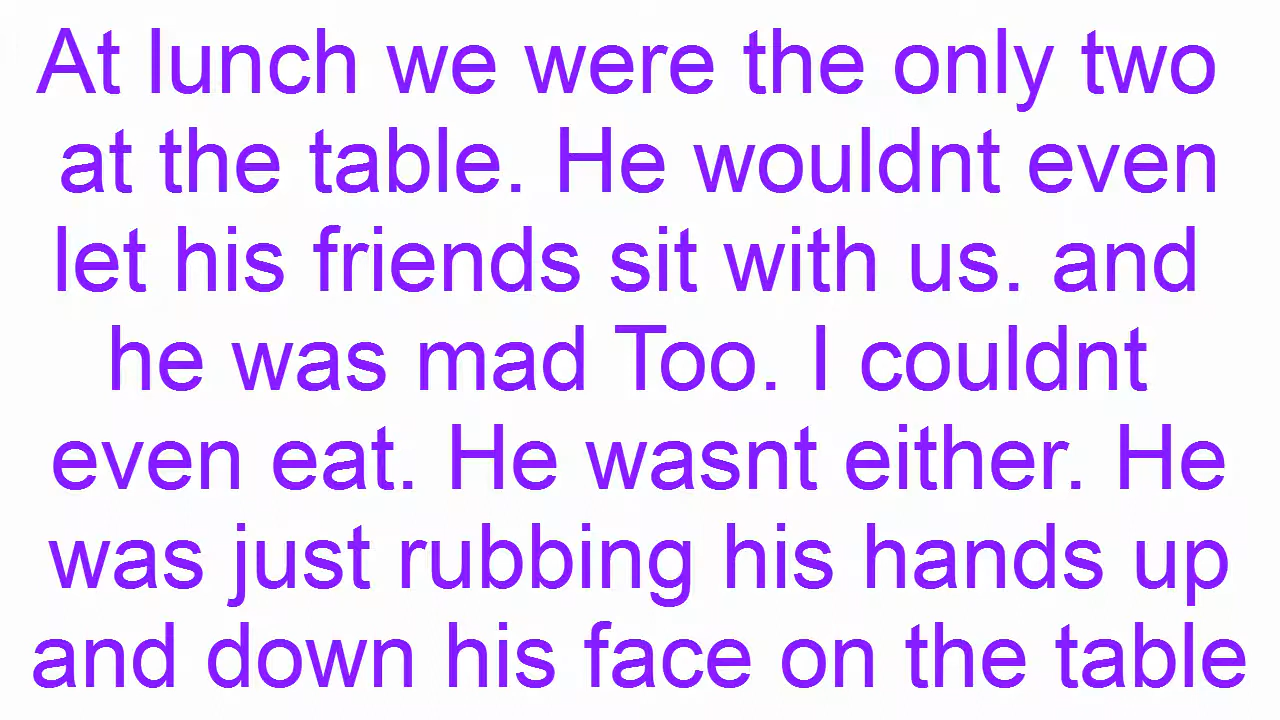 At lunch we were the only two
at the table. He wouldnt even
let his friends sit with us. and
he was mad Too. I couldnt
even eat. He wasnt either. He
was just rubbing his hands up
and down his face on the table